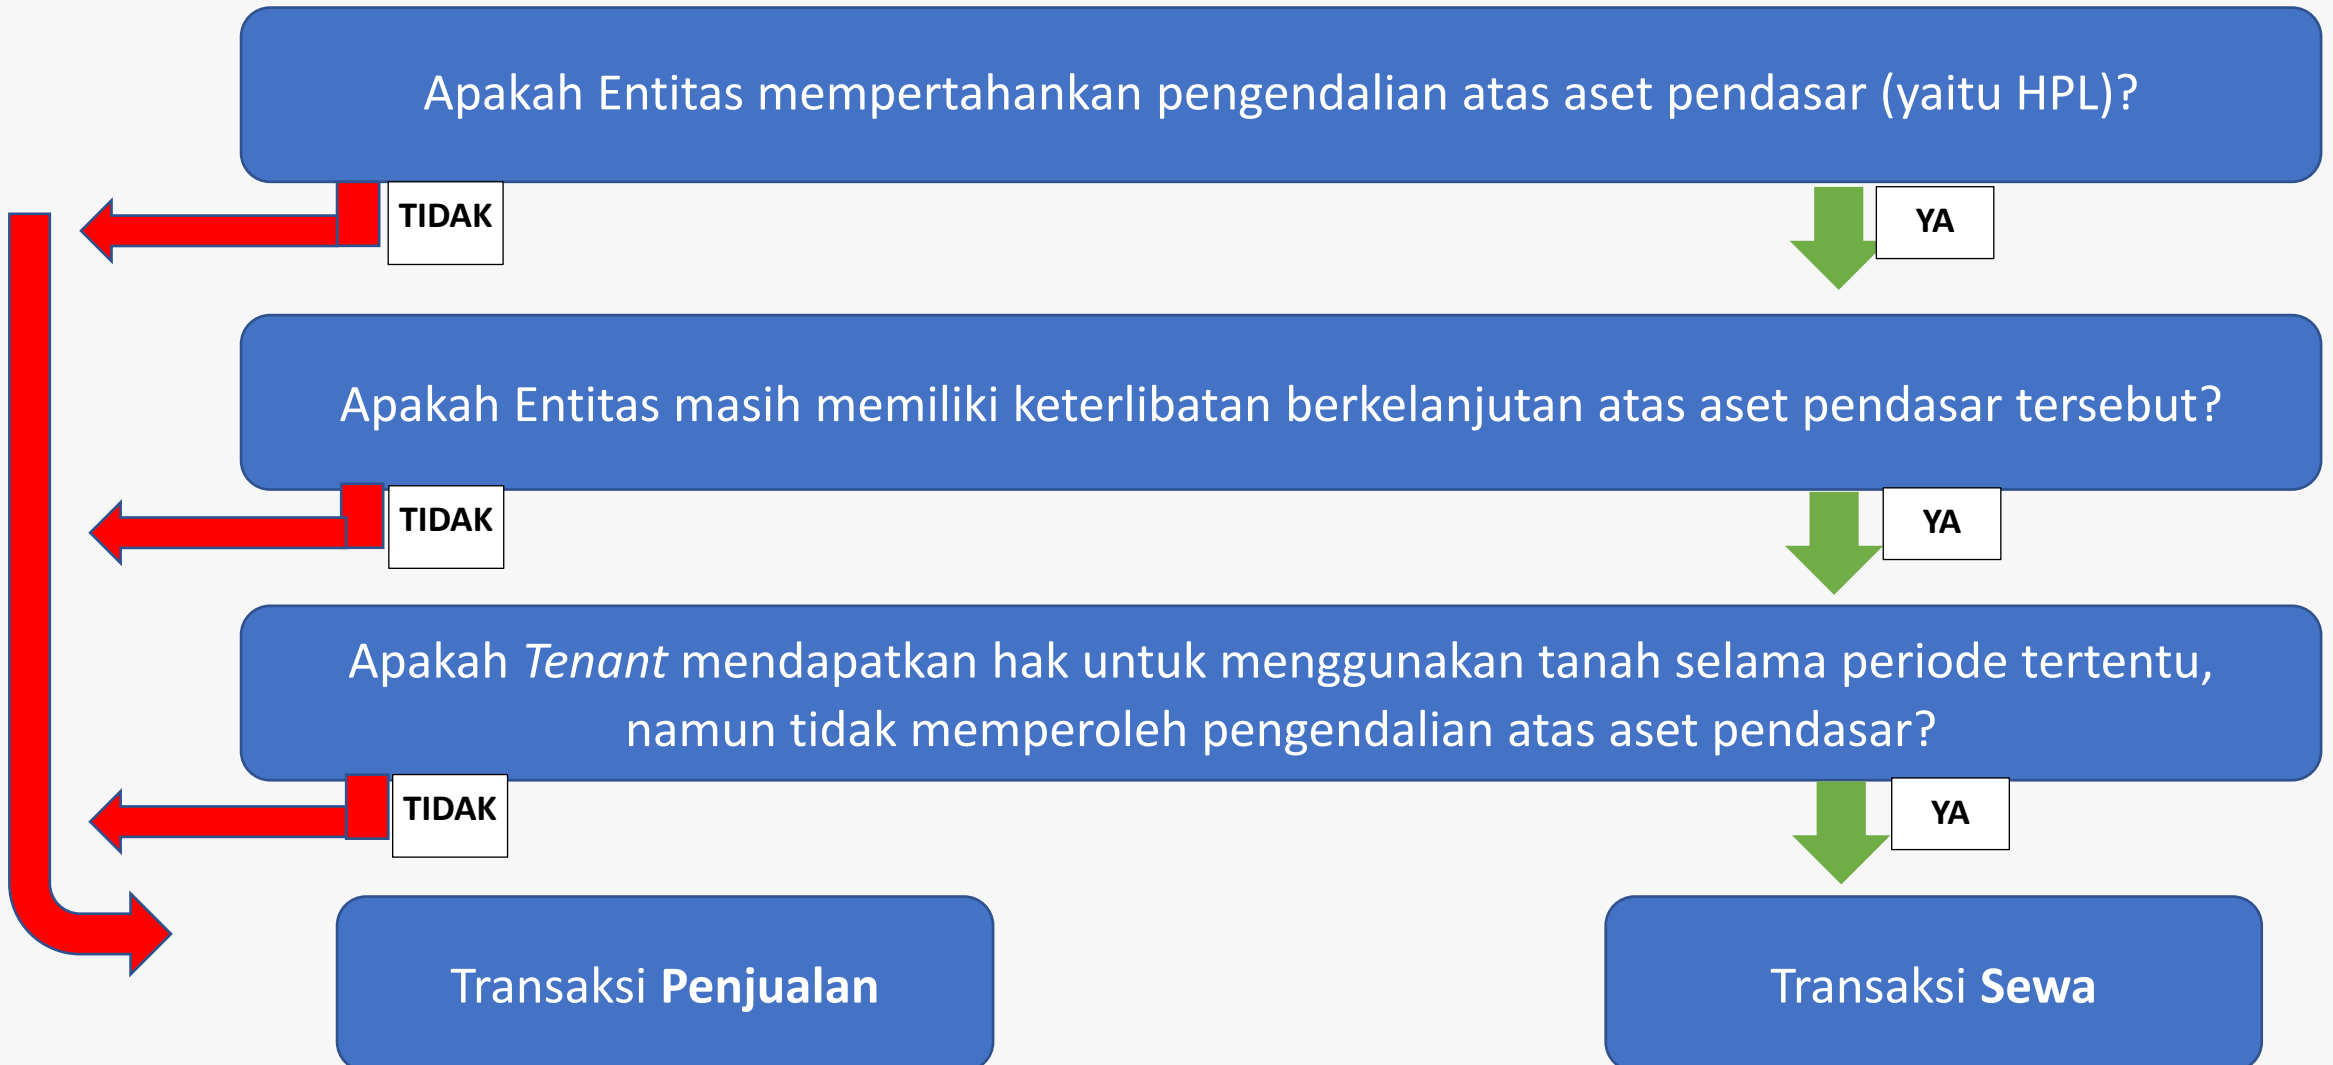 Apakah Entitas mempertahankan pengendalian atas aset pendasar (yaitu HPL)?
TIDAK
YA
Apakah Entitas masih memiliki keterlibatan berkelanjutan atas aset pendasar tersebut?
TIDAK
YA
Apakah Tenant mendapatkan hak untuk menggunakan tanah selama periode tertentu,
namun tidak memperoleh pengendalian atas aset pendasar?
TIDAK
YA
Transaksi Penjualan
Transaksi Sewa